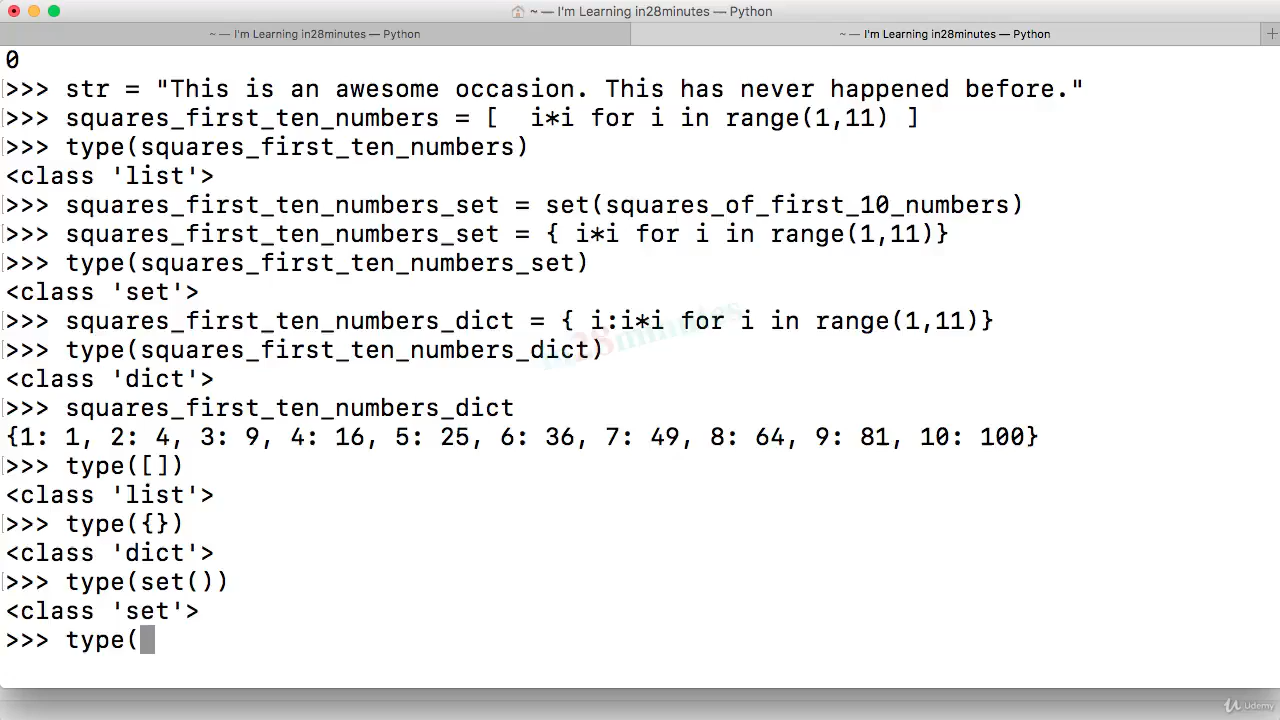 ~ — I'm Learning in28minutes — Python
~ — I'm Learning in28minutes — Python
~ — I'm Learning in28minutes — Python
0
>>> str = "This is an awesome occasion. This has never happened before."
>>> squares_first_ten_numbers = [  i*i for i in range(1,11) ]
>>> type(squares_first_ten_numbers)
<class 'list'>
>>> squares_first_ten_numbers_set = set(squares_of_first_10_numbers)
>>> squares_first_ten_numbers_set = { i*i for i in range(1,11)}
>>> type(squares_first_ten_numbers_set)
<class 'set'>
>>> squares_first_ten_numbers_dict = { i:i*i for i in range(1,11)}
>>> type(squares_first_ten_numbers_dict)
<class 'dict'>
>>> squares_first_ten_numbers_dict
{1: 1, 2: 4, 3: 9, 4: 16, 5: 25, 6: 36, 7: 49, 8: 64, 9: 81, 10: 100}
>>> type([])
<class 'list'>
>>> type({})
<class 'dict'>
>>> type(set())
<class 'set'>
>>> type(
in28minutes
Udemy